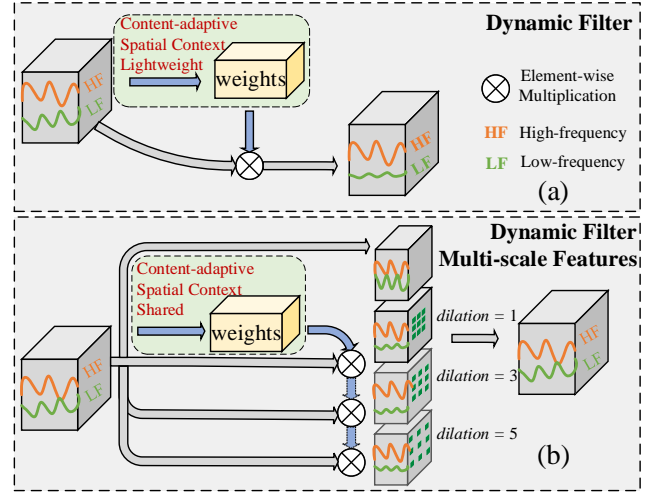 Dynamic Filter
Content-adaptive
Spatial Context
Lightweight
weights
HF
LF
Element-wise
Multiplication
HF High-frequency
LF Low-frequency
HF
LF
(a)
Dynamic Filter
Multi-scale Features
Content-adaptive
Spatial Context
Shared
weights
HF
LF
dilation = 1
dilation = 3
dilation = 5
HF
LF
(b)